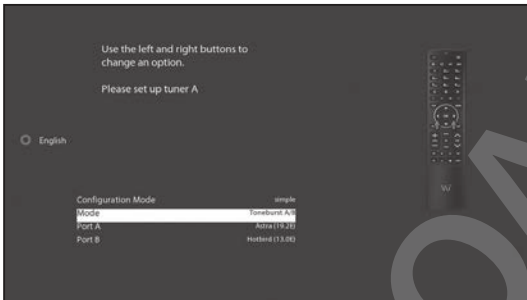 Use the left and right buttons to
change an option.
Please set up tuner A
English
Configuration Mode simple
Mode Toneburst A/B
Port A Astra (19.2E)
Port B Hotbird (13.0E)